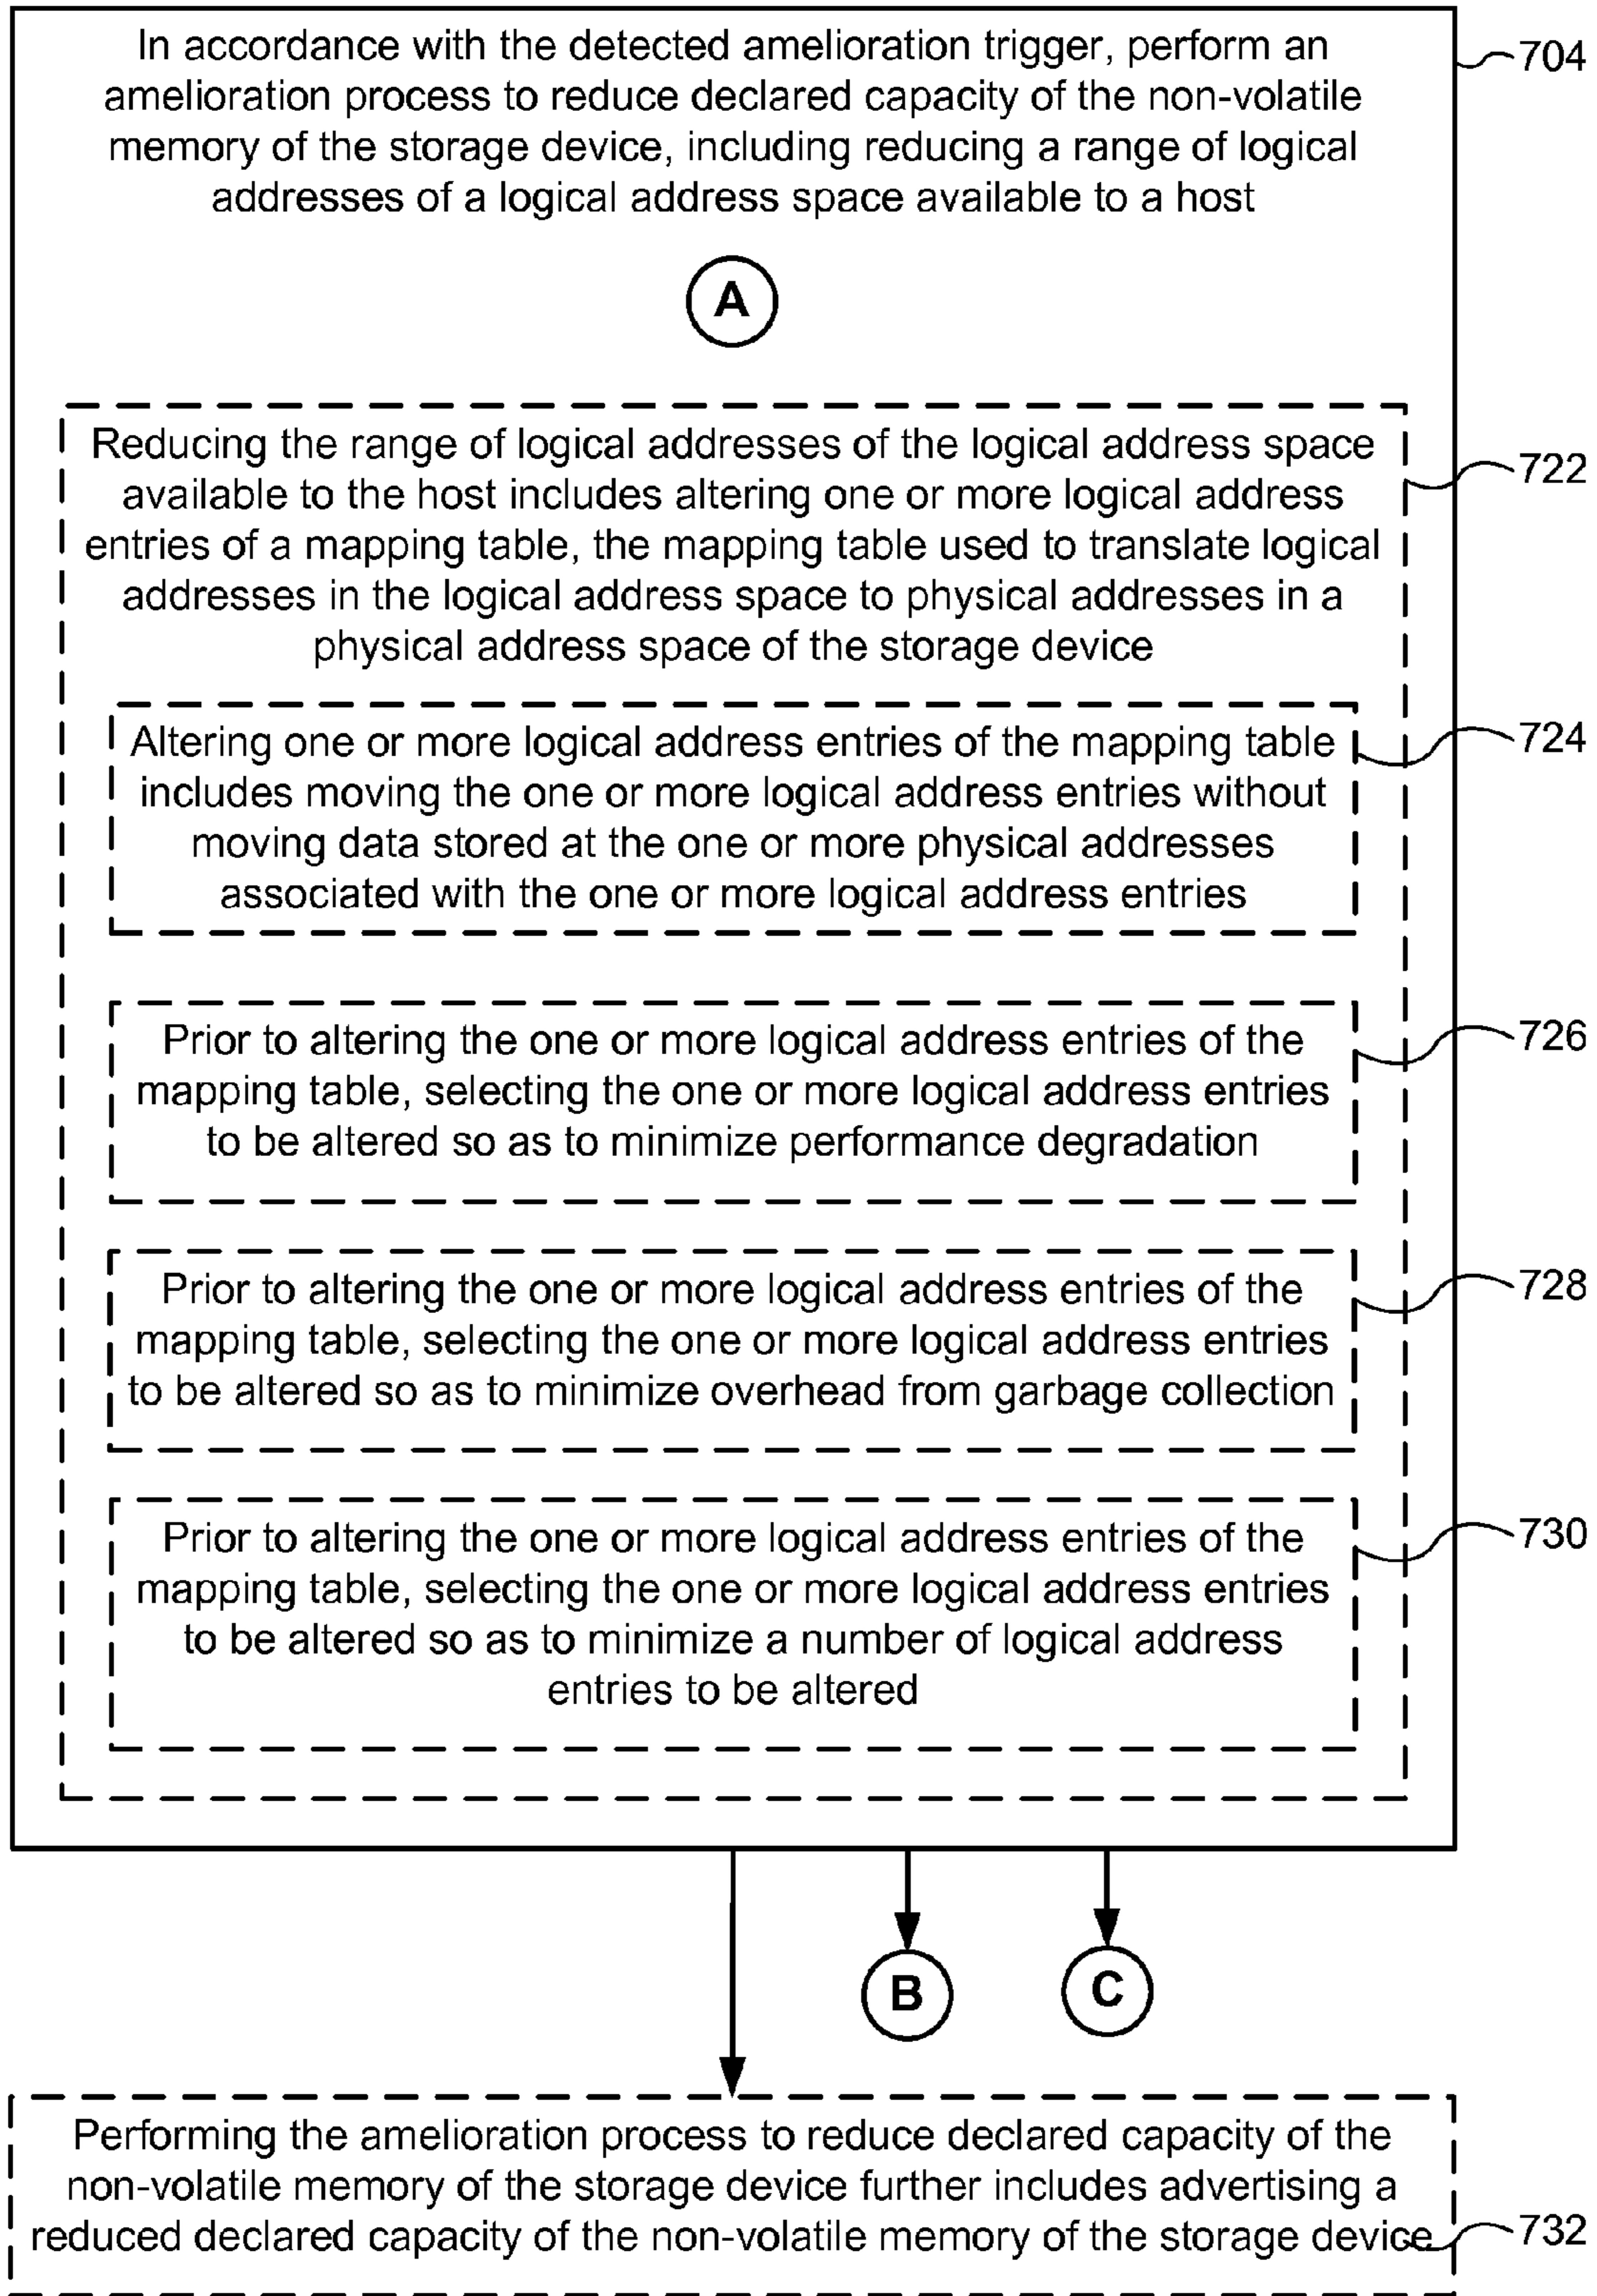 In accordance with the detected amelioration trigger, perform an
amelioration process to reduce declared capacity of the non-volatile
memory of the storage device, including reducing a range of logical
addresses of a logical address space available to a host
704
A
Reducing the range of logical addresses of the logical address space
available to the host includes altering one or more logical address
entries of a mapping table, the mapping table used to translate logical
addresses in the logical address space to physical addresses in a
physical address space of the storage device
722
Altering one or more logical address entries of the mapping table
includes moving the one or more logical address entries without
moving data stored at the one or more physical addresses
associated with the one or more logical address entries
724
Prior to altering the one or more logical address entries of the
mapping table, selecting the one or more logical address entries
to be altered so as to minimize performance degradation
726
Prior to altering the one or more logical address entries of the
mapping table, selecting the one or more logical address entries
to be altered so as to minimize overhead from garbage collection
728
Prior to altering the one or more logical address entries of the
mapping table, selecting the one or more logical address entries
to be altered so as to minimize a number of logical address
entries to be altered
730
B
C
Performing the amelioration process to reduce declared capacity of the
non-volatile memory of the storage device further includes advertising a
reduced declared capacity of the non-volatile memory of the storage device
732